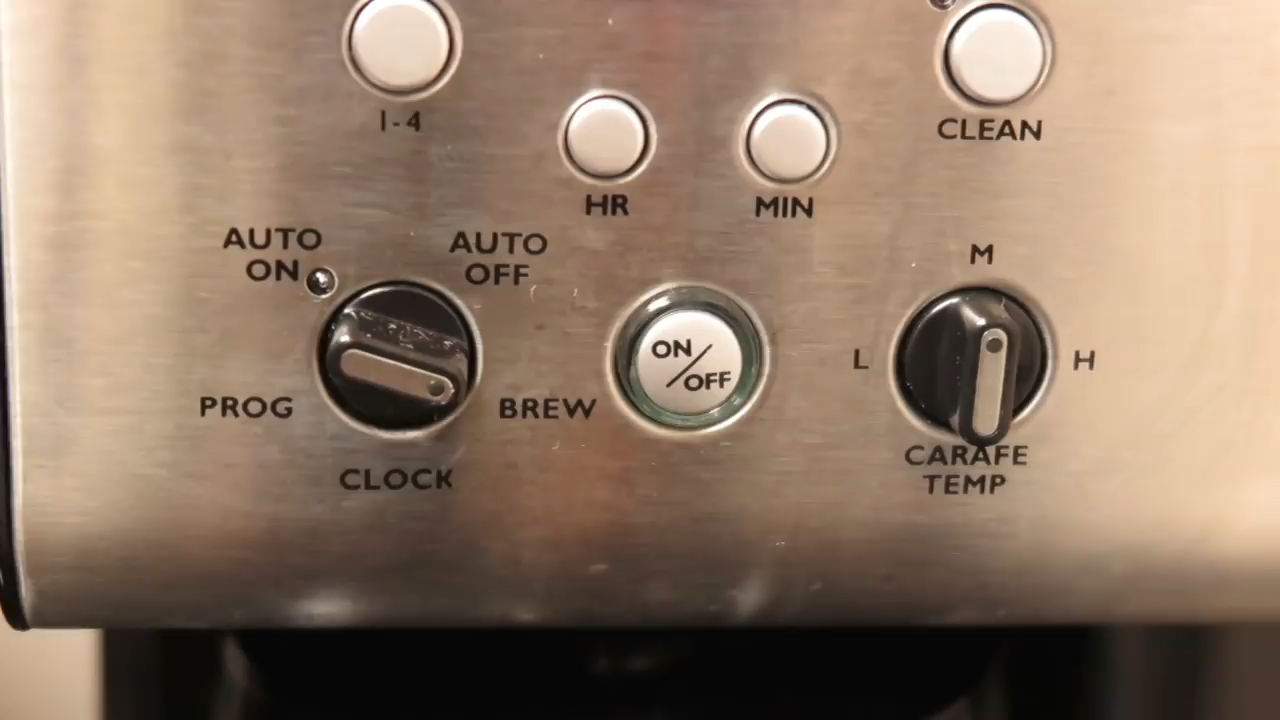 1-4
CLEAN
HR
MIN
AUTO
ON
AUTO
OFF
M
ON/OFF
L
H
PROG
BREW
CARAFE
TEMP
CLOCK